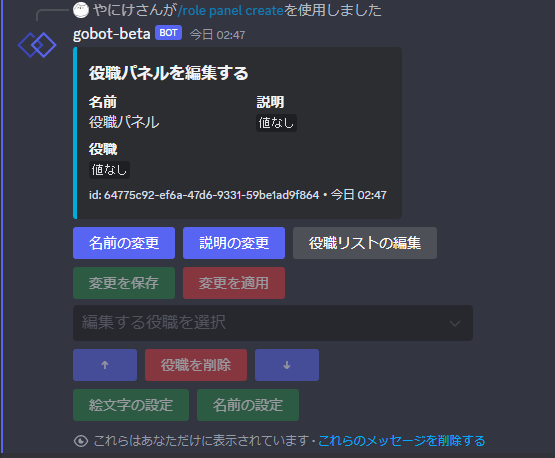 やにけさんが/role panel createを使用しました
gobot-beta BOT 今日 02:47
役職パネルを編集する
名前 説明
役職パネル 値なし
役職
値なし
id: 64775c92-ef6a-47d6-9331-59be1ad9f864・今日 02:47
名前の変更 説明の変更 役職リストの編集
変更を保存 変更を適用
編集する役職を選択
↑ 役職を削除 ↓
絵文字の設定 名前の設定
これらはあなただけに表示されています・これらのメッセージを削除する